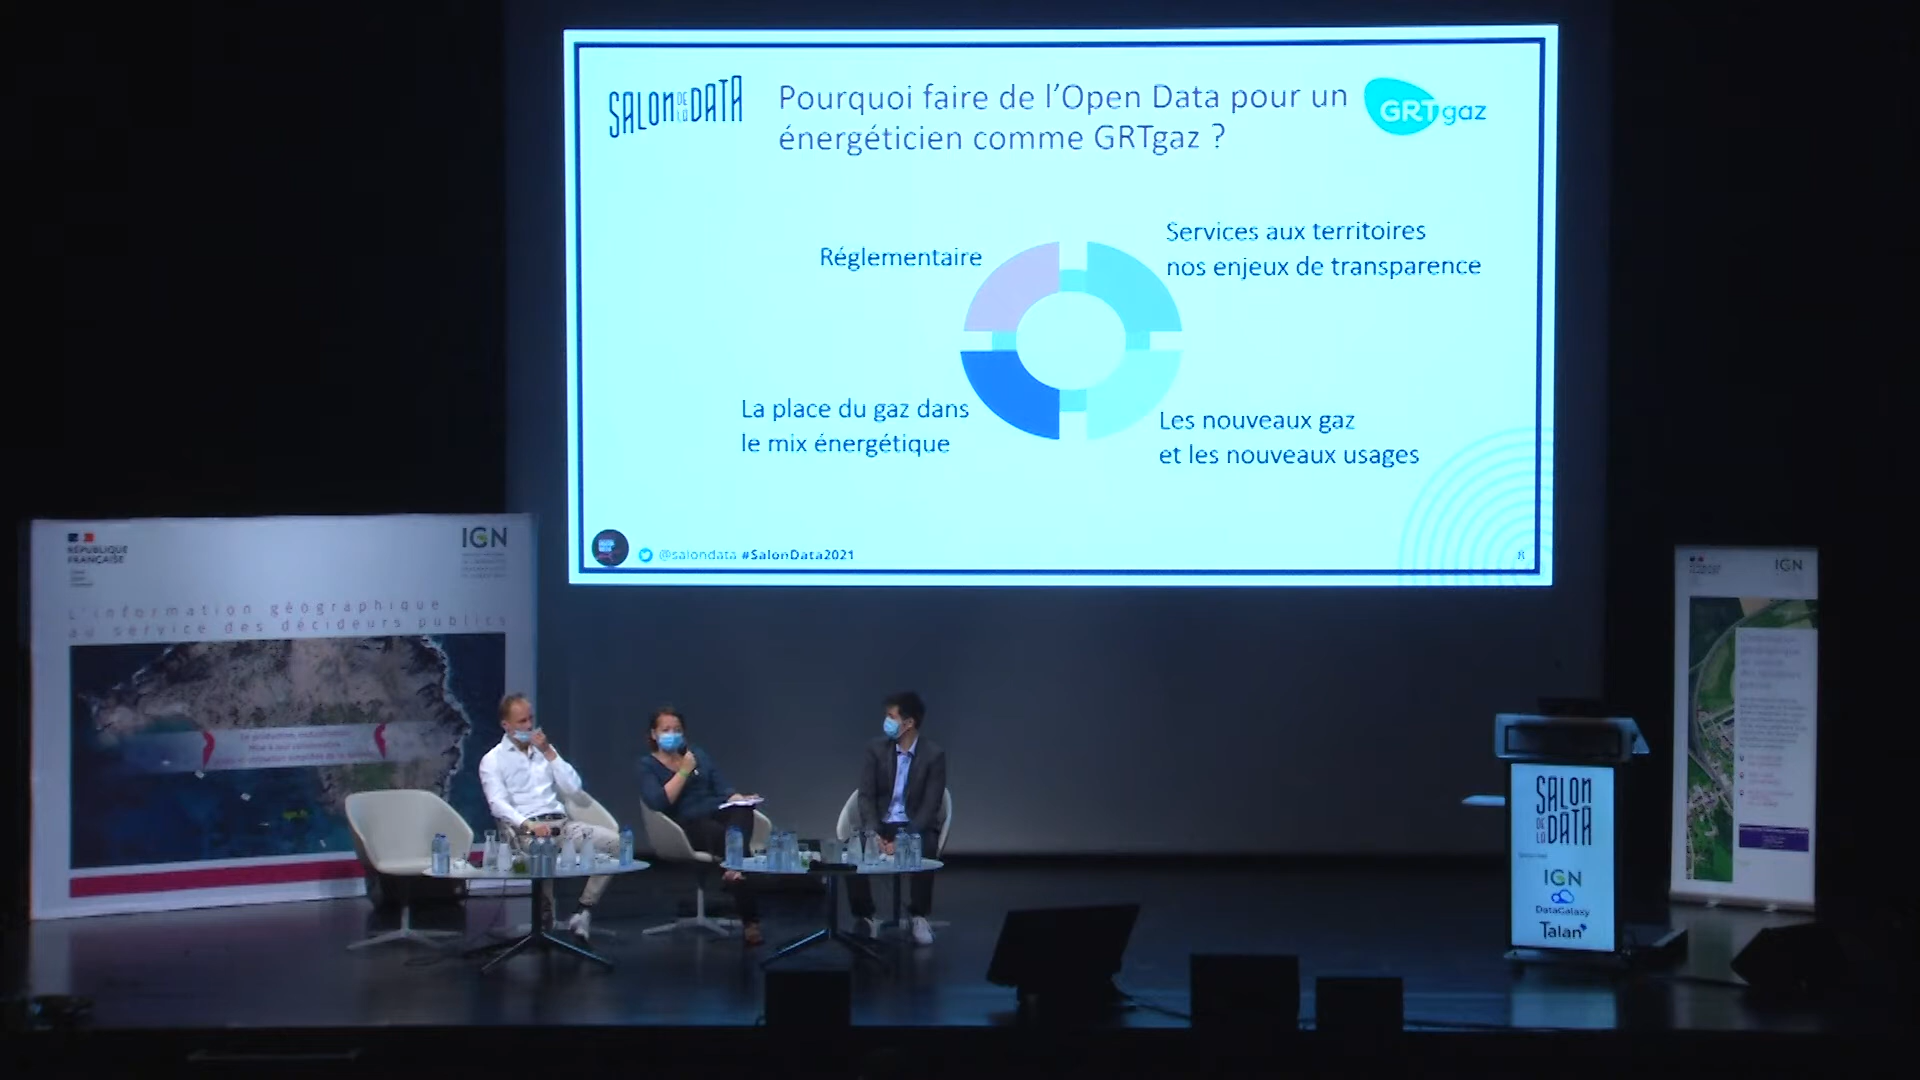 SALON DE LA DATA
Pourquoi faire de l'Open Data pour un
énergéticien comme GRTgaz ?
GRTgaz
Réglementaire
Services aux territoires
nos enjeux de transparence
La place du gaz dans
le mix énergétique
Les nouveaux gaz
et les nouveaux usages
@salondata #SalonData2021
8
RÉPUBLIQUE
FRANÇAISE
IGN
L'information géographique
au service des décideurs publics
IGN
SALON
DE LA DATA
IGN
DataGalaxy
Talan